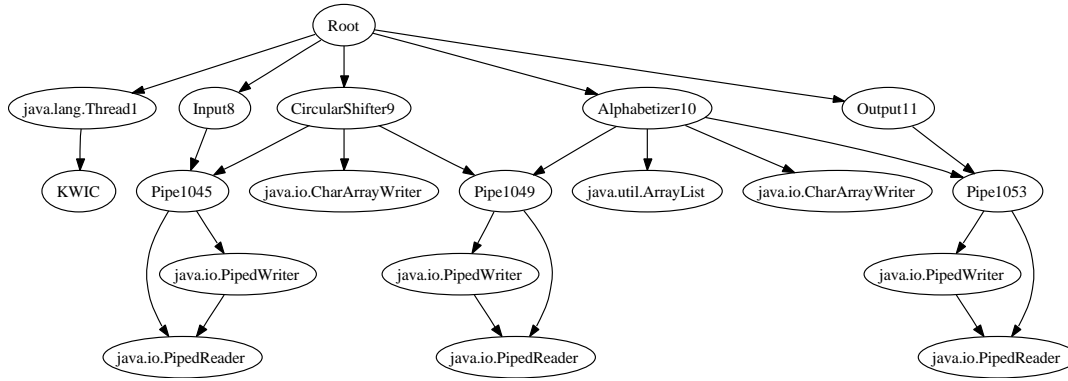 Root
java.lang.Thread1
Input8
CircularShifter9
Alphabetizer10
Output11
KWIC
Pipe1045
java.io.CharArrayWriter
Pipe1049
java.util.ArrayList
java.io.CharArrayWriter
Pipe1053
java.io.PipedWriter
java.io.PipedWriter
java.io.PipedWriter
java.io.PipedReader
java.io.PipedReader
java.io.PipedReader